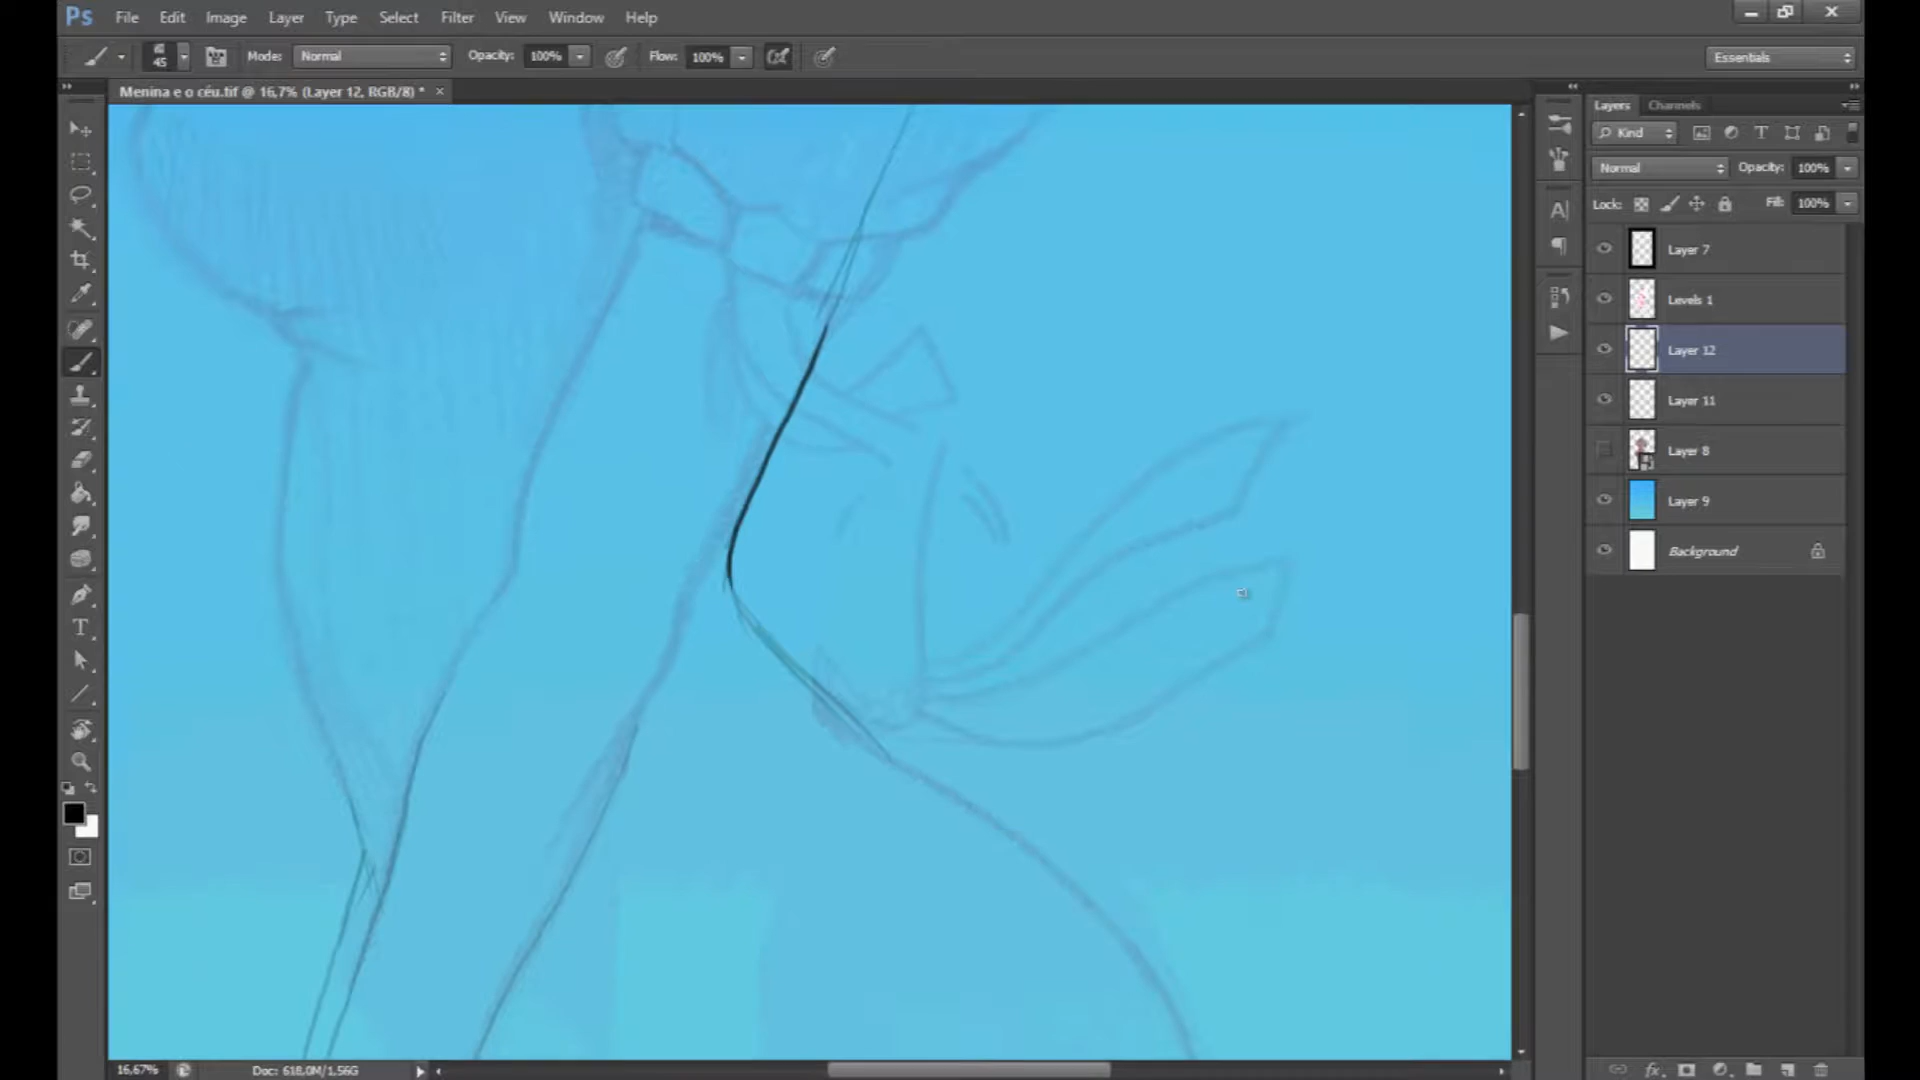 Ps File Edit Image Layer Type Select Filter View Window Help
45 Mode: Normal Opacity: 100% Flow: 100% Essentials
Menina e o céu.tif @ 16,7% (Layer 12, RGB/8) * ×
Layers Channels
Kind
Normal Opacity: 100%
Lock: Fill: 100%
Layer 7
Levels 1
Layer 12
Layer 11
Layer 8
Layer 9
Background
16,67% Doc: 618,0M/1,56G